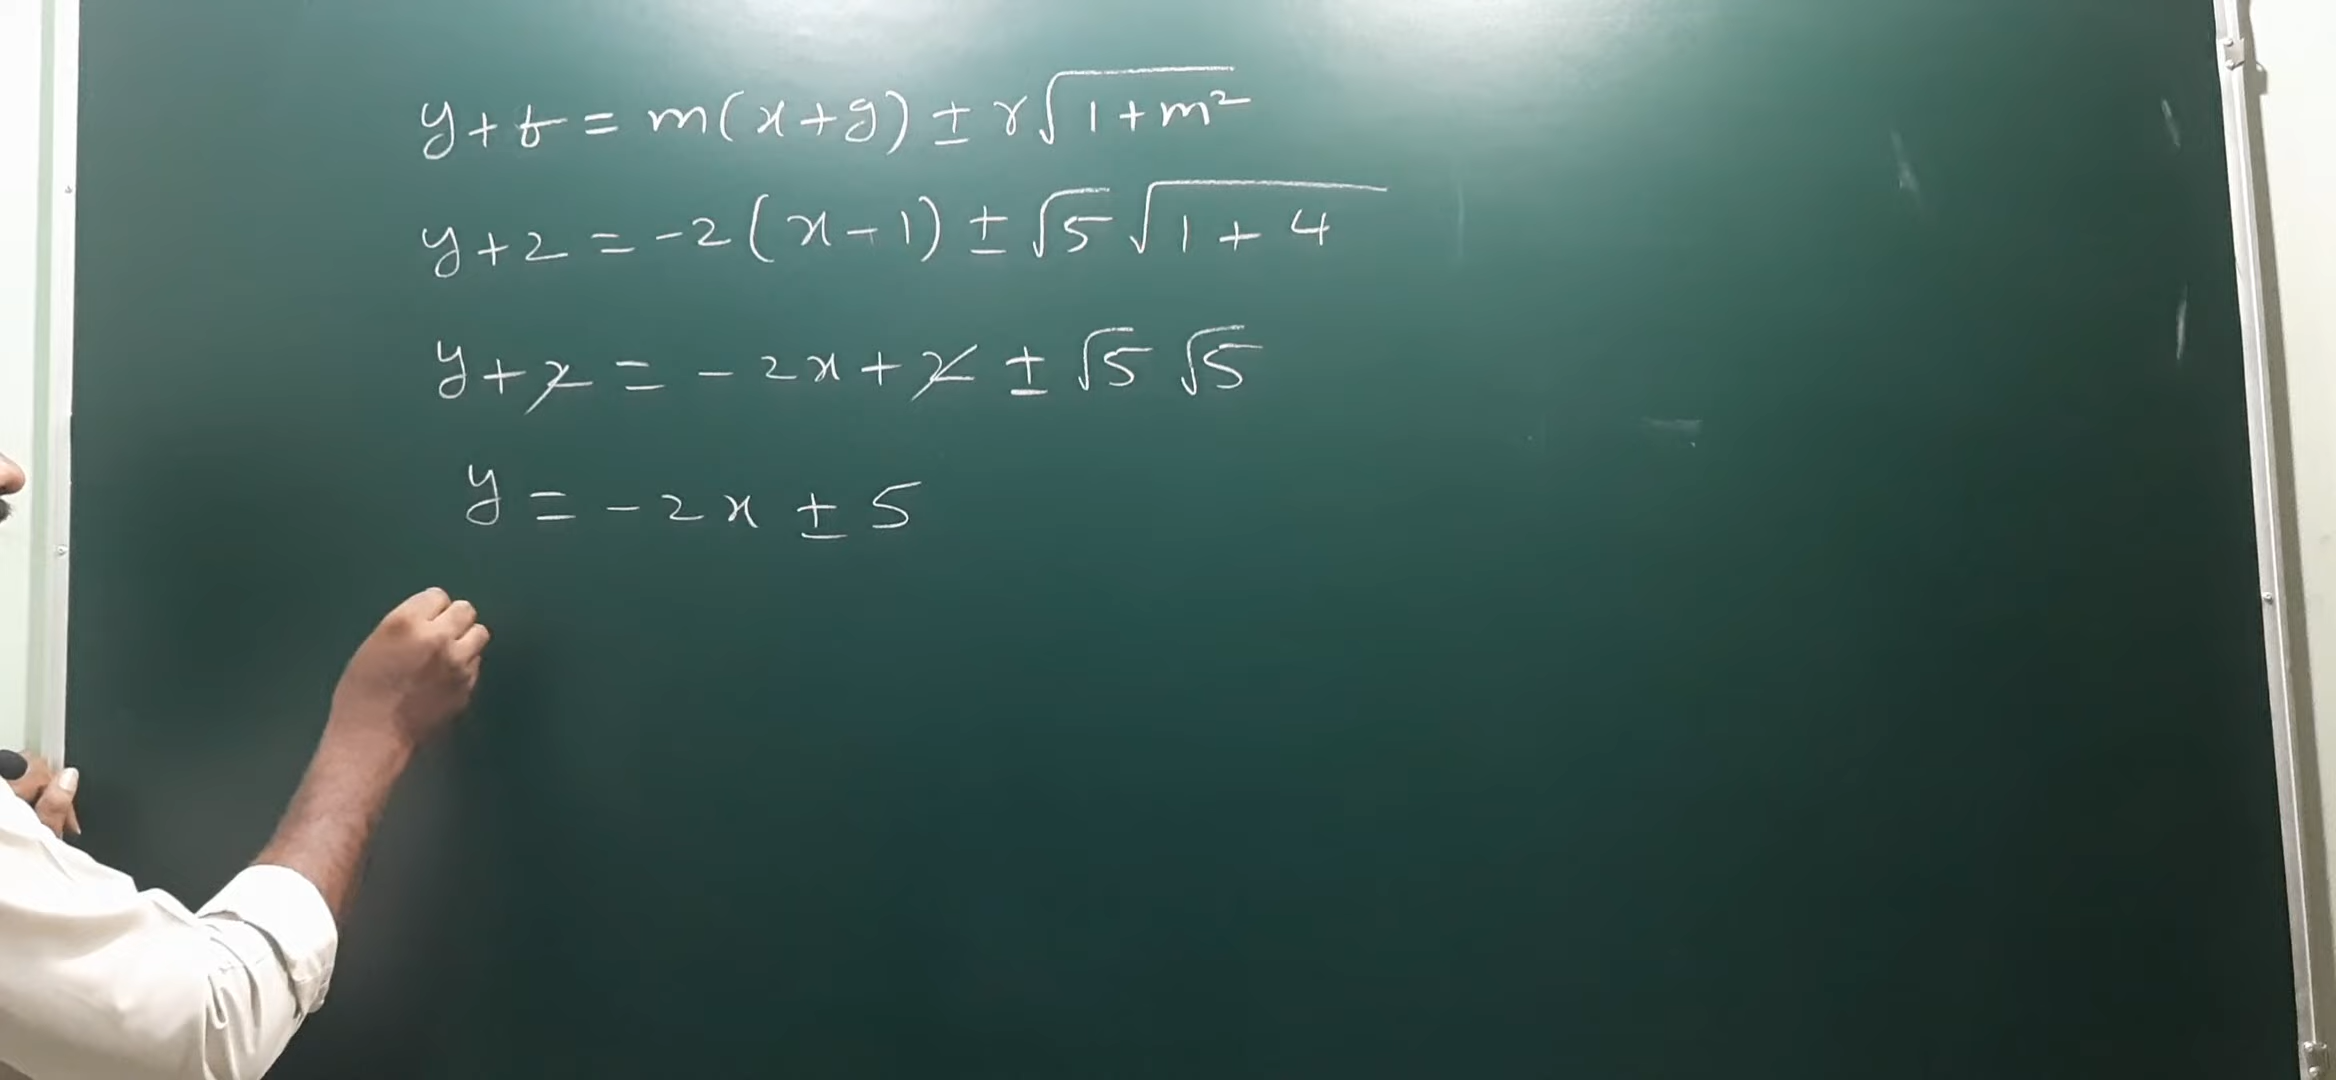 y + f = m(x + g) ± r√(1 + m²)
y + 2 = -2(x - 1) ± √5 √(1 + 4)
y + 2 = - 2x + 2 ± √5 √5
y = - 2x ± 5